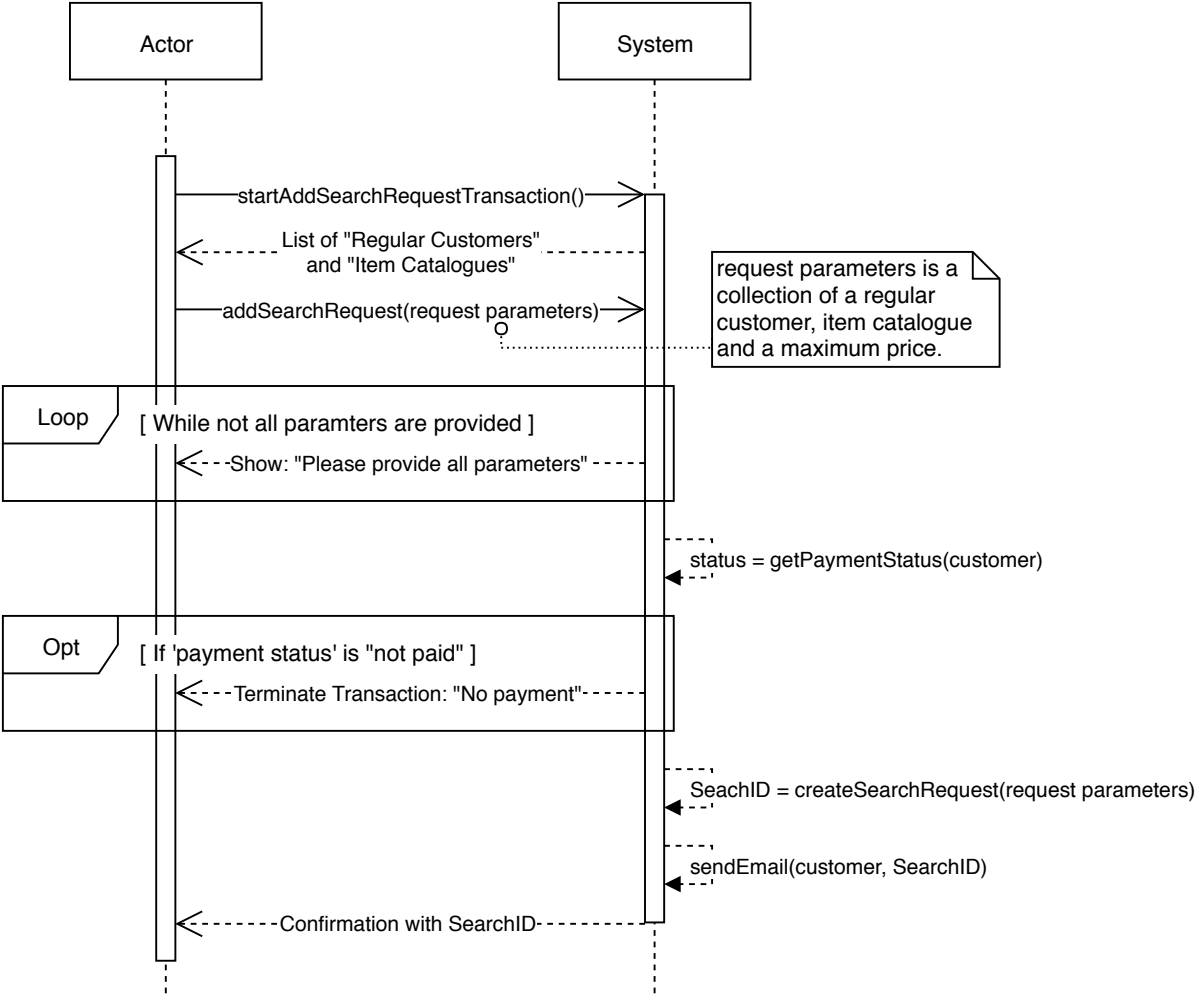 Actor
System
startAddSearchRequestTransaction()
List of "Regular Customers"
and "Item Catalogues"
request parameters is a
collection of a regular
customer, item catalogue
and a maximum price.
addSearchRequest(request parameters)
Loop
[ While not all paramters are provided ]
Show: "Please provide all parameters"
status = getPaymentStatus(customer)
Opt
[ If 'payment status' is "not paid" ]
Terminate Transaction: "No payment"
SeachID = createSearchRequest(request parameters)
sendEmail(customer, SearchID)
Confirmation with SearchID